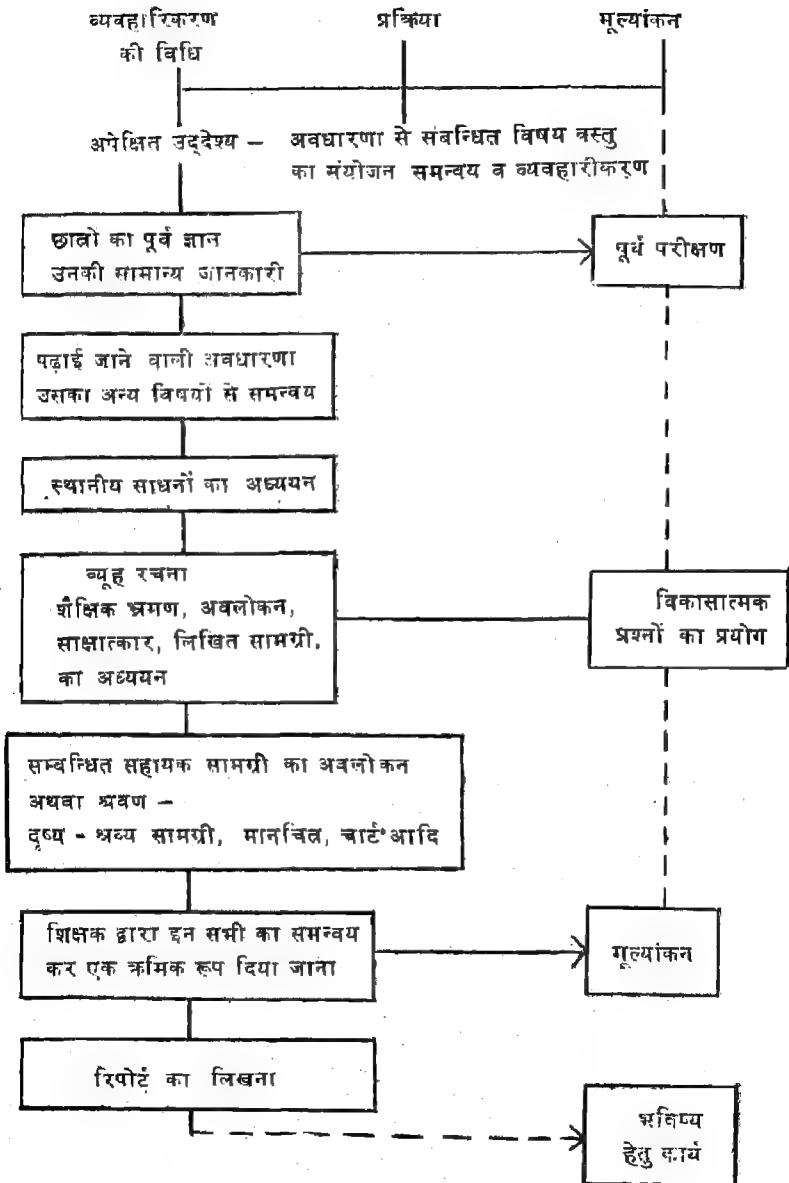 व्यवहारिकरण
की विधि
प्रक्रिया
मूल्यांकन
अपेक्षित उद्देश्य – अवधारणा से संबन्धित विषय वस्तु
का संयोजन समन्वय व व्यवहारीकरण
छात्रो का पूर्व ज्ञान
उनकी सामान्य जानकारी
पूर्व परीक्षण
पढ़ाई जाने वाली अवधारणा
उसका अन्य विषयों से समन्वय
स्थानीय साधनों का अध्ययन
व्यूह रचना
शैक्षिक भ्रमण, अवलोकन,
साक्षात्कार, लिखित सामग्री,
का अध्ययन
विकासात्मक
प्रश्नों का प्रयोग
सम्बन्धित सहायक सामग्री का अवलोकन
अथवा श्रवण –
दृष्य – श्रव्य सामग्री, मानचित्र, चार्ट आदि
शिक्षक द्वारा इन सभी का समन्वय
कर एक क्रमिक रूप दिया जाना
मूल्यांकन
रिपोर्ट का लिखना
भविष्य
हेतु कार्य